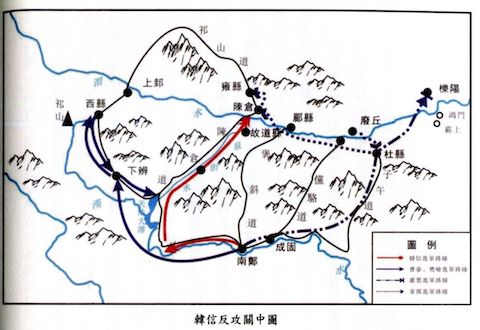 祁山道
渭水
上邽
雍縣
陳倉
櫟陽
鴻門
霸上
祁山
西縣
郿縣
廢丘
故道縣
杜縣
下辨
陳倉道
褒斜道
儻駱道
子午道
漢水
南鄭
成固
圖例
韓信進軍路線
曹參、樊噲進軍路線
灌嬰進軍路線
章邯進軍路線
韓信反攻關中圖